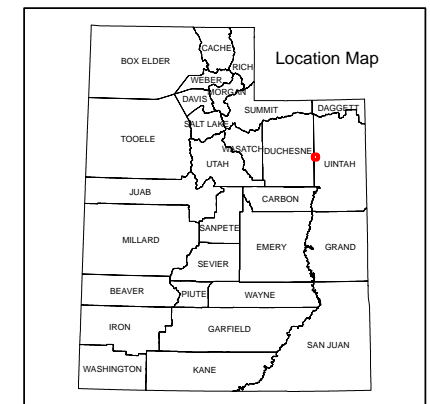 Location Map
CACHE
BOX ELDER
RICH
WEBER
MORGAN
DAVIS
DAGGETT
SUMMIT
SALT LAKE
TOOELE
WASATCH
DUCHESNE
UTAH
UINTAH
JUAB
CARBON
SANPETE
MILLARD
EMERY
GRAND
SEVIER
BEAVER
PIUTE
WAYNE
IRON
GARFIELD
SAN JUAN
WASHINGTON
KANE